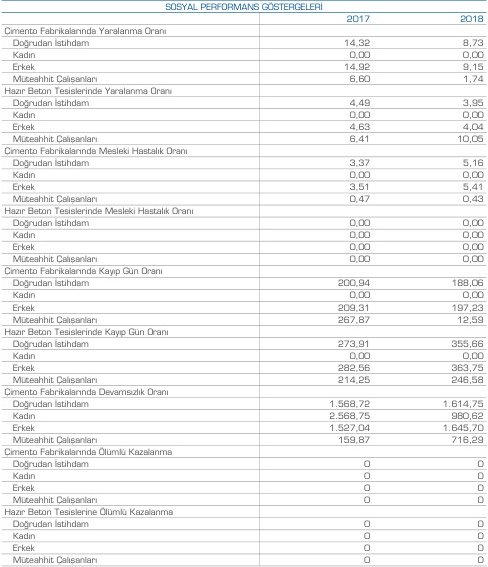 SOSYAL PERFORMANS GÖSTERGELERİ
2017 2018
Çimento Fabrikalarında Yaralanma Oranı
Doğrudan İstihdam 14,32 8,73
Kadın 0,00 0,00
Erkek 14,92 9,15
Müteahhit Çalışanları 6,60 1,74
Hazır Beton Tesislerinde Yaralanma Oranı
Doğrudan İstihdam 4,49 3,95
Kadın 0,00 0,00
Erkek 4,63 4,04
Müteahhit Çalışanları 6,41 10,05
Çimento Fabrikalarında Mesleki Hastalık Oranı
Doğrudan İstihdam 3,37 5,16
Kadın 0,00 0,00
Erkek 3,51 5,41
Müteahhit Çalışanları 0,47 0,43
Hazır Beton Tesislerinde Mesleki Hastalık Oranı
Doğrudan İstihdam 0,00 0,00
Kadın 0,00 0,00
Erkek 0,00 0,00
Müteahhit Çalışanları 0,00 0,00
Çimento Fabrikalarında Kayıp Gün Oranı
Doğrudan İstihdam 200,94 188,06
Kadın 0,00 0,00
Erkek 209,31 197,23
Müteahhit Çalışanları 267,87 12,59
Hazır Beton Tesislerinde Kayıp Gün Oranı
Doğrudan İstihdam 273,91 355,66
Kadın 0,00 0,00
Erkek 282,56 363,75
Müteahhit Çalışanları 214,25 246,58
Çimento Fabrikalarında Devamsızlık Oranı
Doğrudan İstihdam 1.568,72 1.614,75
Kadın 2.568,75 980,62
Erkek 1.527,04 1.645,70
Müteahhit Çalışanları 159,87 716,29
Çimento Fabrikalarında Ölümlü Kazalanma
Doğrudan İstihdam 0 0
Kadın 0 0
Erkek 0 0
Müteahhit Çalışanları 0 0
Hazır Beton Tesislerine Ölümlü Kazalanma
Doğrudan İstihdam 0 0
Kadın 0 0
Erkek 0 0
Müteahhit Çalışanları 0 0